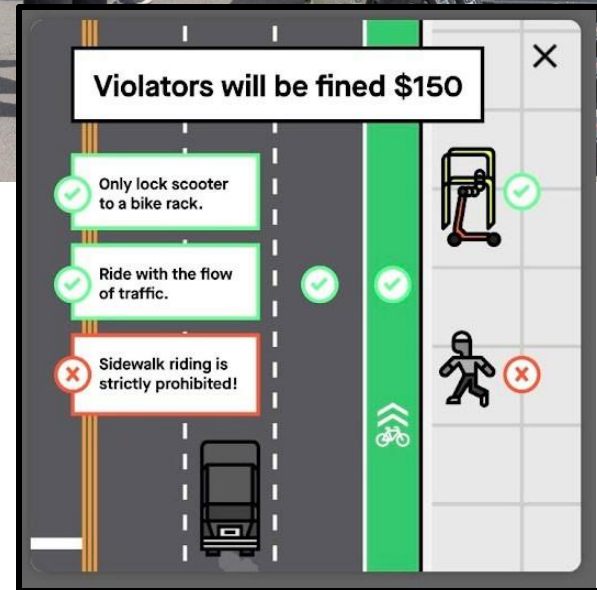 Violators will be fined $150
Only lock scooter
to a bike rack.
Ride with the flow
of traffic.
Sidewalk riding is
strictly prohibited!